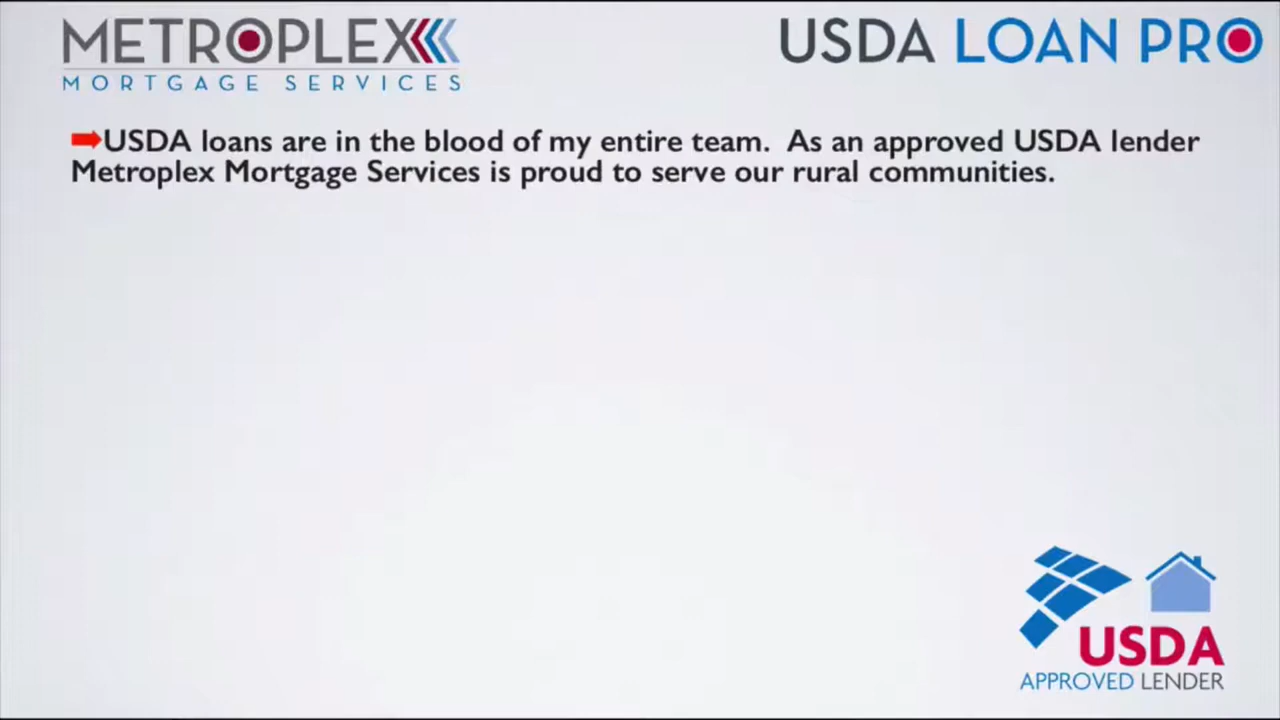 METROPLEX
MORTGAGE SERVICES
USDA LOAN PRO
USDA loans are in the blood of my entire team.  As an approved USDA lender
Metroplex Mortgage Services is proud to serve our rural communities.
USDA
APPROVED LENDER